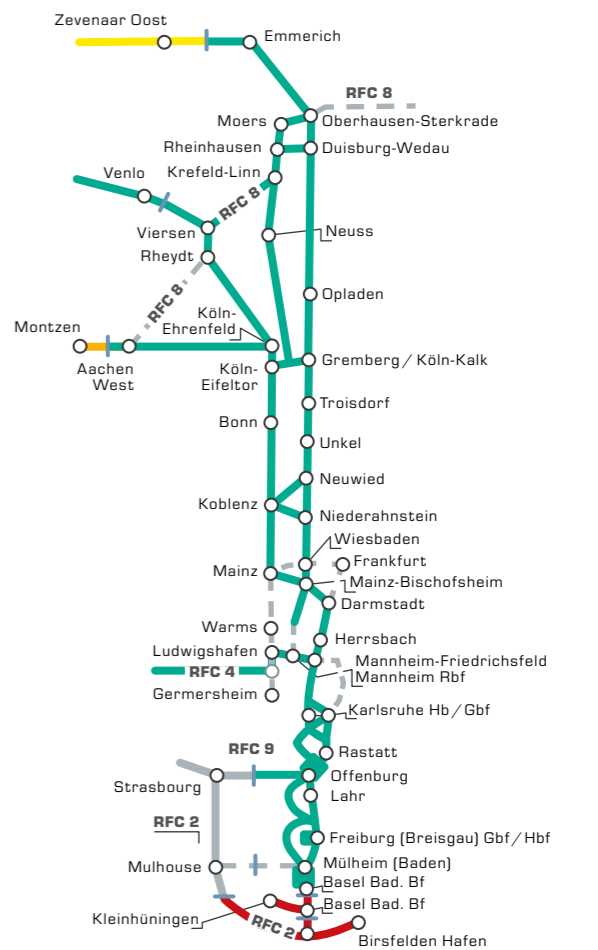 Zevenaar Oost
Emmerich
RFC 8
Moers
Oberhausen-Sterkrade
Rheinhausen
Duisburg-Wedau
Venlo
Krefeld-Linn
RFC 8
Viersen
Neuss
Rheydt
RFC 8
Opladen
Köln-
Ehrenfeld
Montzen
Aachen
West
Köln-
Eifeltor
Gremberg / Köln-Kalk
Troisdorf
Bonn
Unkel
Neuwied
Koblenz
Niederahnstein
Wiesbaden
Frankfurt
Mainz
Mainz-Bischofsheim
Darmstadt
Warms
Herrsbach
Ludwigshafen
Mannheim-Friedrichsfeld
RFC 4
Mannheim Rbf
Germersheim
Karlsruhe Hb / Gbf
RFC 9
Rastatt
Strasbourg
Offenburg
Lahr
RFC 2
Freiburg (Breisgau) Gbf / Hbf
Mulhouse
Mülheim (Baden)
Basel Bad. Bf
Basel Bad. Bf
Kleinhüningen
RFC 2
Birsfelden Hafen